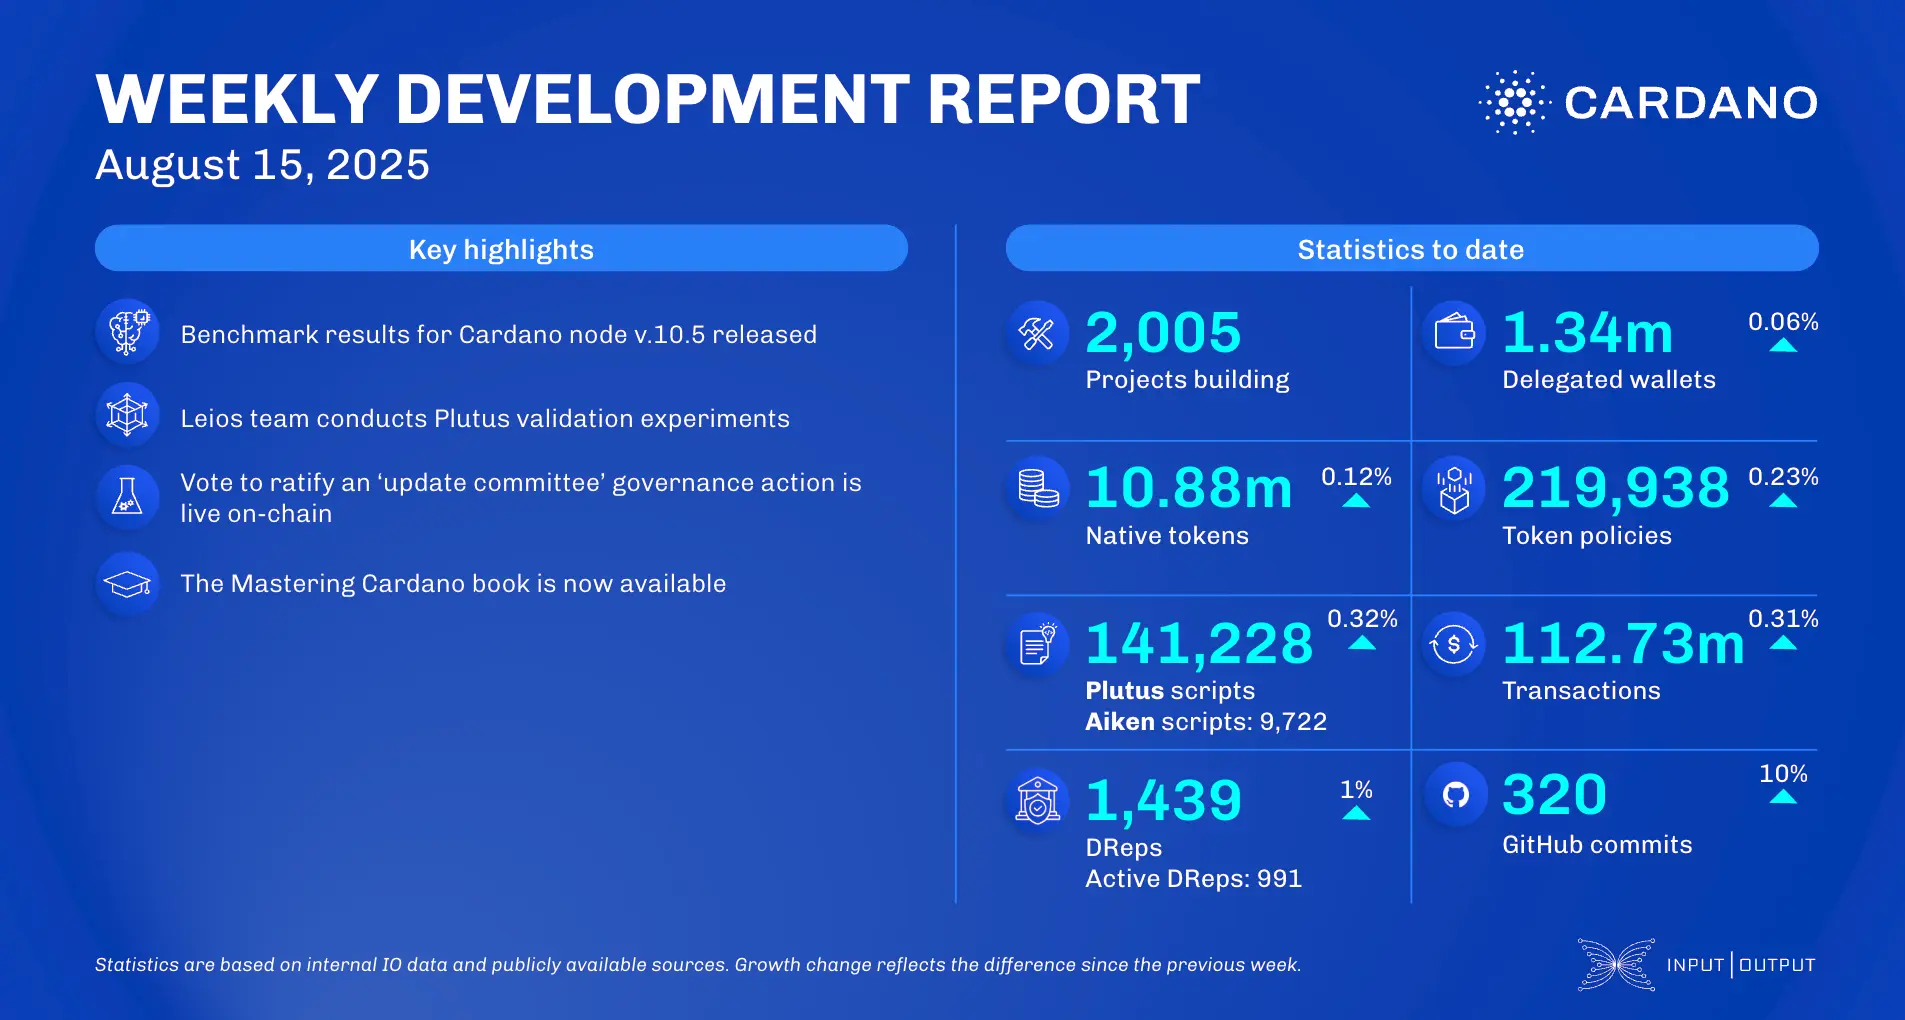 WEEKLY DEVELOPMENT REPORT
August 15, 2025
CARDANO
Key highlights
Benchmark results for Cardano node v.10.5 released
Leios team conducts Plutus validation experiments
Vote to ratify an ‘update committee’ governance action is
live on-chain
The Mastering Cardano book is now available
Statistics to date
2,005
Projects building
1.34m
0.06%
Delegated wallets
10.88m
0.12%
Native tokens
219,938
0.23%
Token policies
141,228
0.32%
Plutus scripts
Aiken scripts: 9,722
$
112.73m
0.31%
Transactions
1,439
1%
DReps
Active DReps: 991
320
10%
GitHub commits
Statistics are based on internal IO data and publicly available sources. Growth change reflects the difference since the previous week.
INPUT|OUTPUT